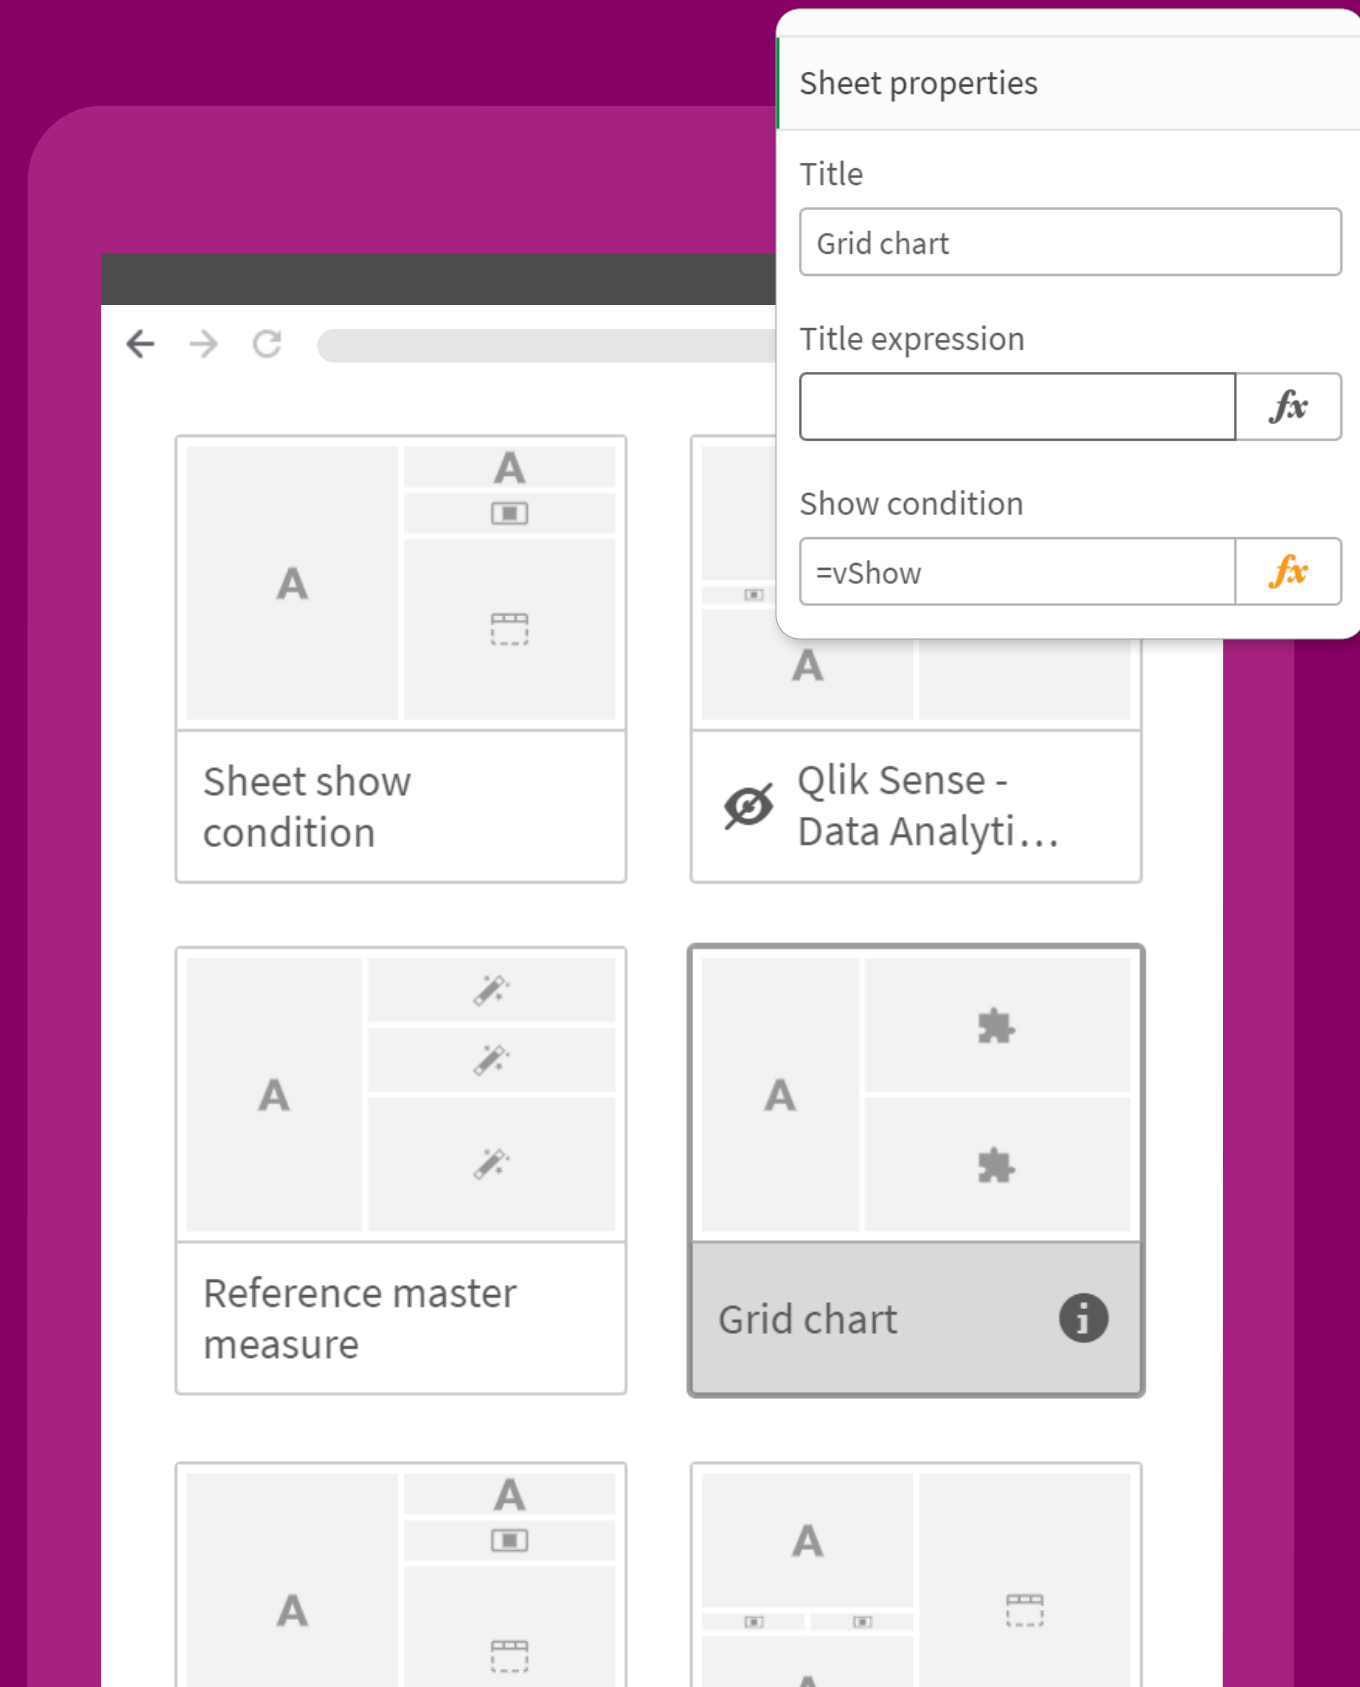 Sheet properties
Title
Grid chart
Title expression
fx
Show condition
=vShow
fx
A
A
A
Sheet show
condition
Qlik Sense -
Data Analyti...
A
A
Reference master
measure
Grid chart
i
A
A
A
A